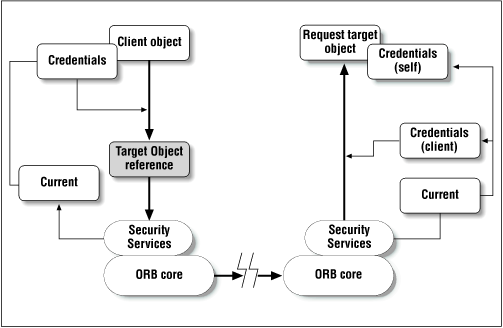 Client object
Credentials
Target Object
reference
Current
Security
Services
ORB core
Request target
object
Credentials
(self)
Credentials
(client)
Current
Security
Services
ORB core